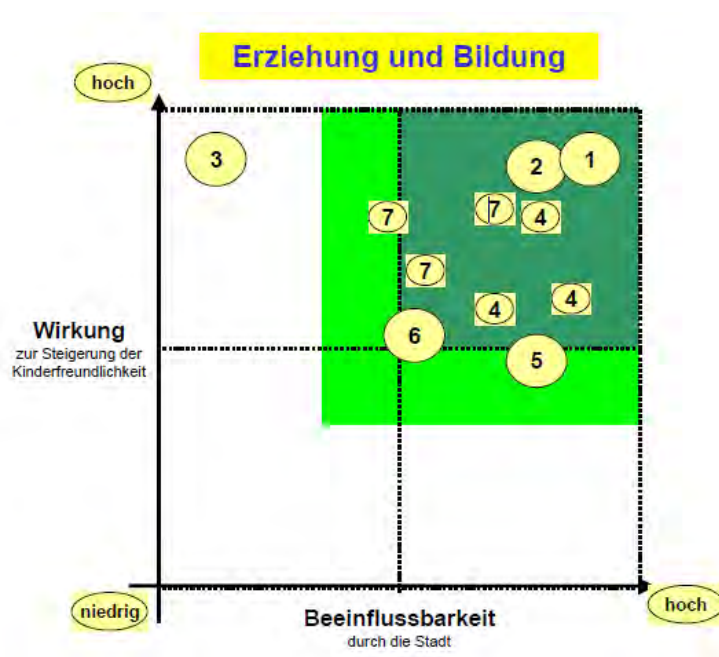 Erziehung und Bildung
hoch
3
2
1
7
7
4
7
4
4
6
5
Wirkung
zur Steigerung der
Kinderfreundlichkeit
niedrig
Beeinflussbarkeit
durch die Stadt
hoch